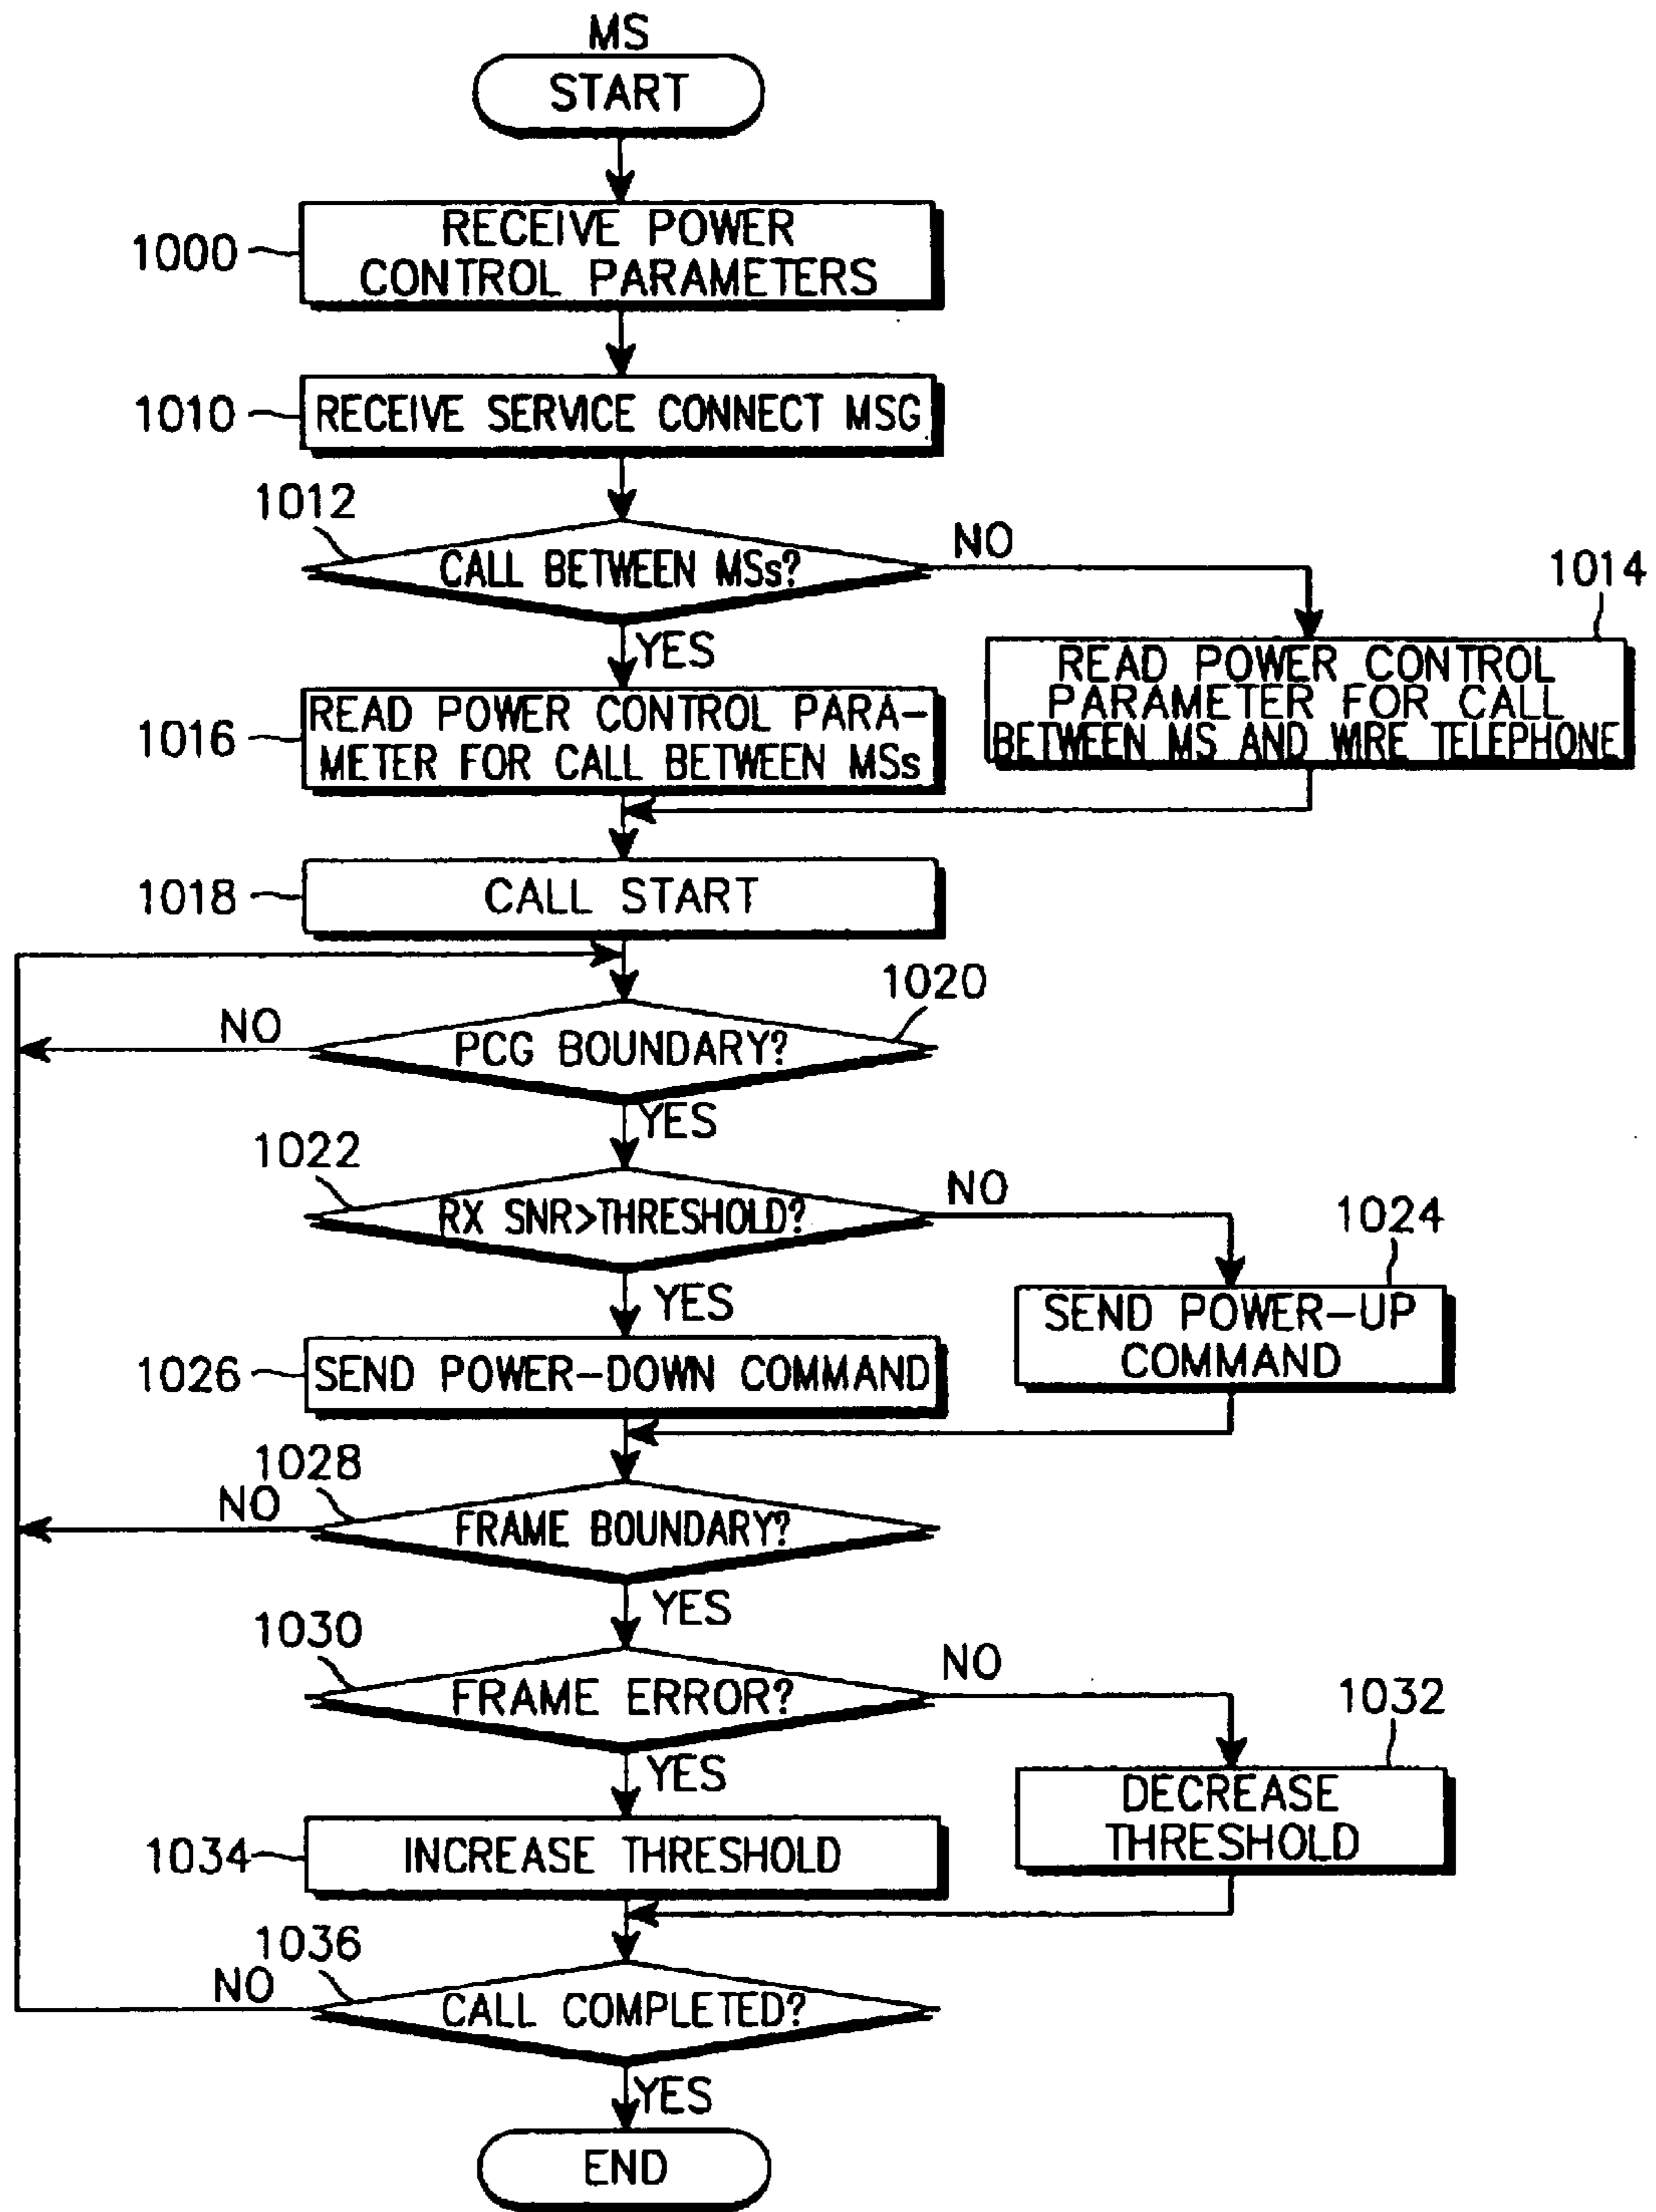 MS
START
1000
RECEIVE POWER
CONTROL PARAMETERS
1010
RECEIVE SERVICE CONNECT MSG
1012
CALL BETWEEN MSs?
NO
YES
1014
READ POWER CONTROL
PARAMETER FOR CALL
BETWEEN MS AND WIRE TELEPHONE
1016
READ POWER CONTROL PARA-
METER FOR CALL BETWEEN MSs
1018
CALL START
1020
NO
PCG BOUNDARY?
YES
1022
RX SNR>THRESHOLD?
NO
1024
YES
SEND POWER-UP
COMMAND
1026
SEND POWER-DOWN COMMAND
1028
NO
FRAME BOUNDARY?
YES
1030
FRAME ERROR?
NO
1032
YES
DECREASE
THRESHOLD
1034
INCREASE THRESHOLD
1036
NO
CALL COMPLETED?
YES
END